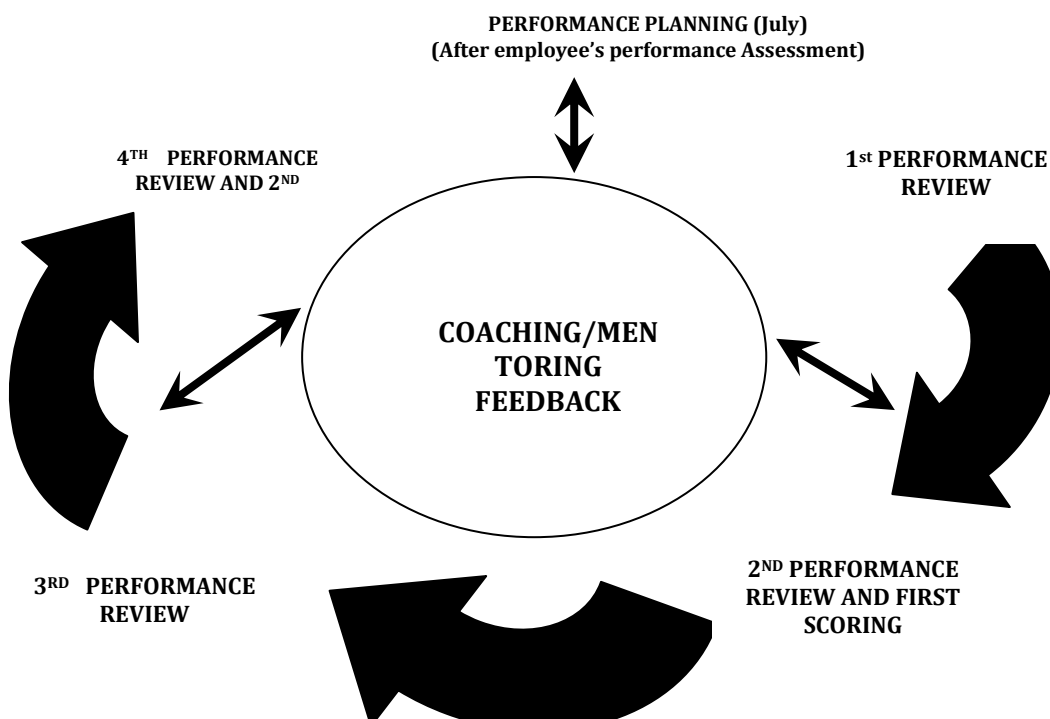 PERFORMANCE PLANNING (July)
(After employee's performance Assessment)
4TH PERFORMANCE
REVIEW AND 2ND
1st PERFORMANCE
REVIEW
COACHING/MEN
TORING
FEEDBACK
3RD PERFORMANCE
REVIEW
2ND PERFORMANCE
REVIEW AND FIRST
SCORING